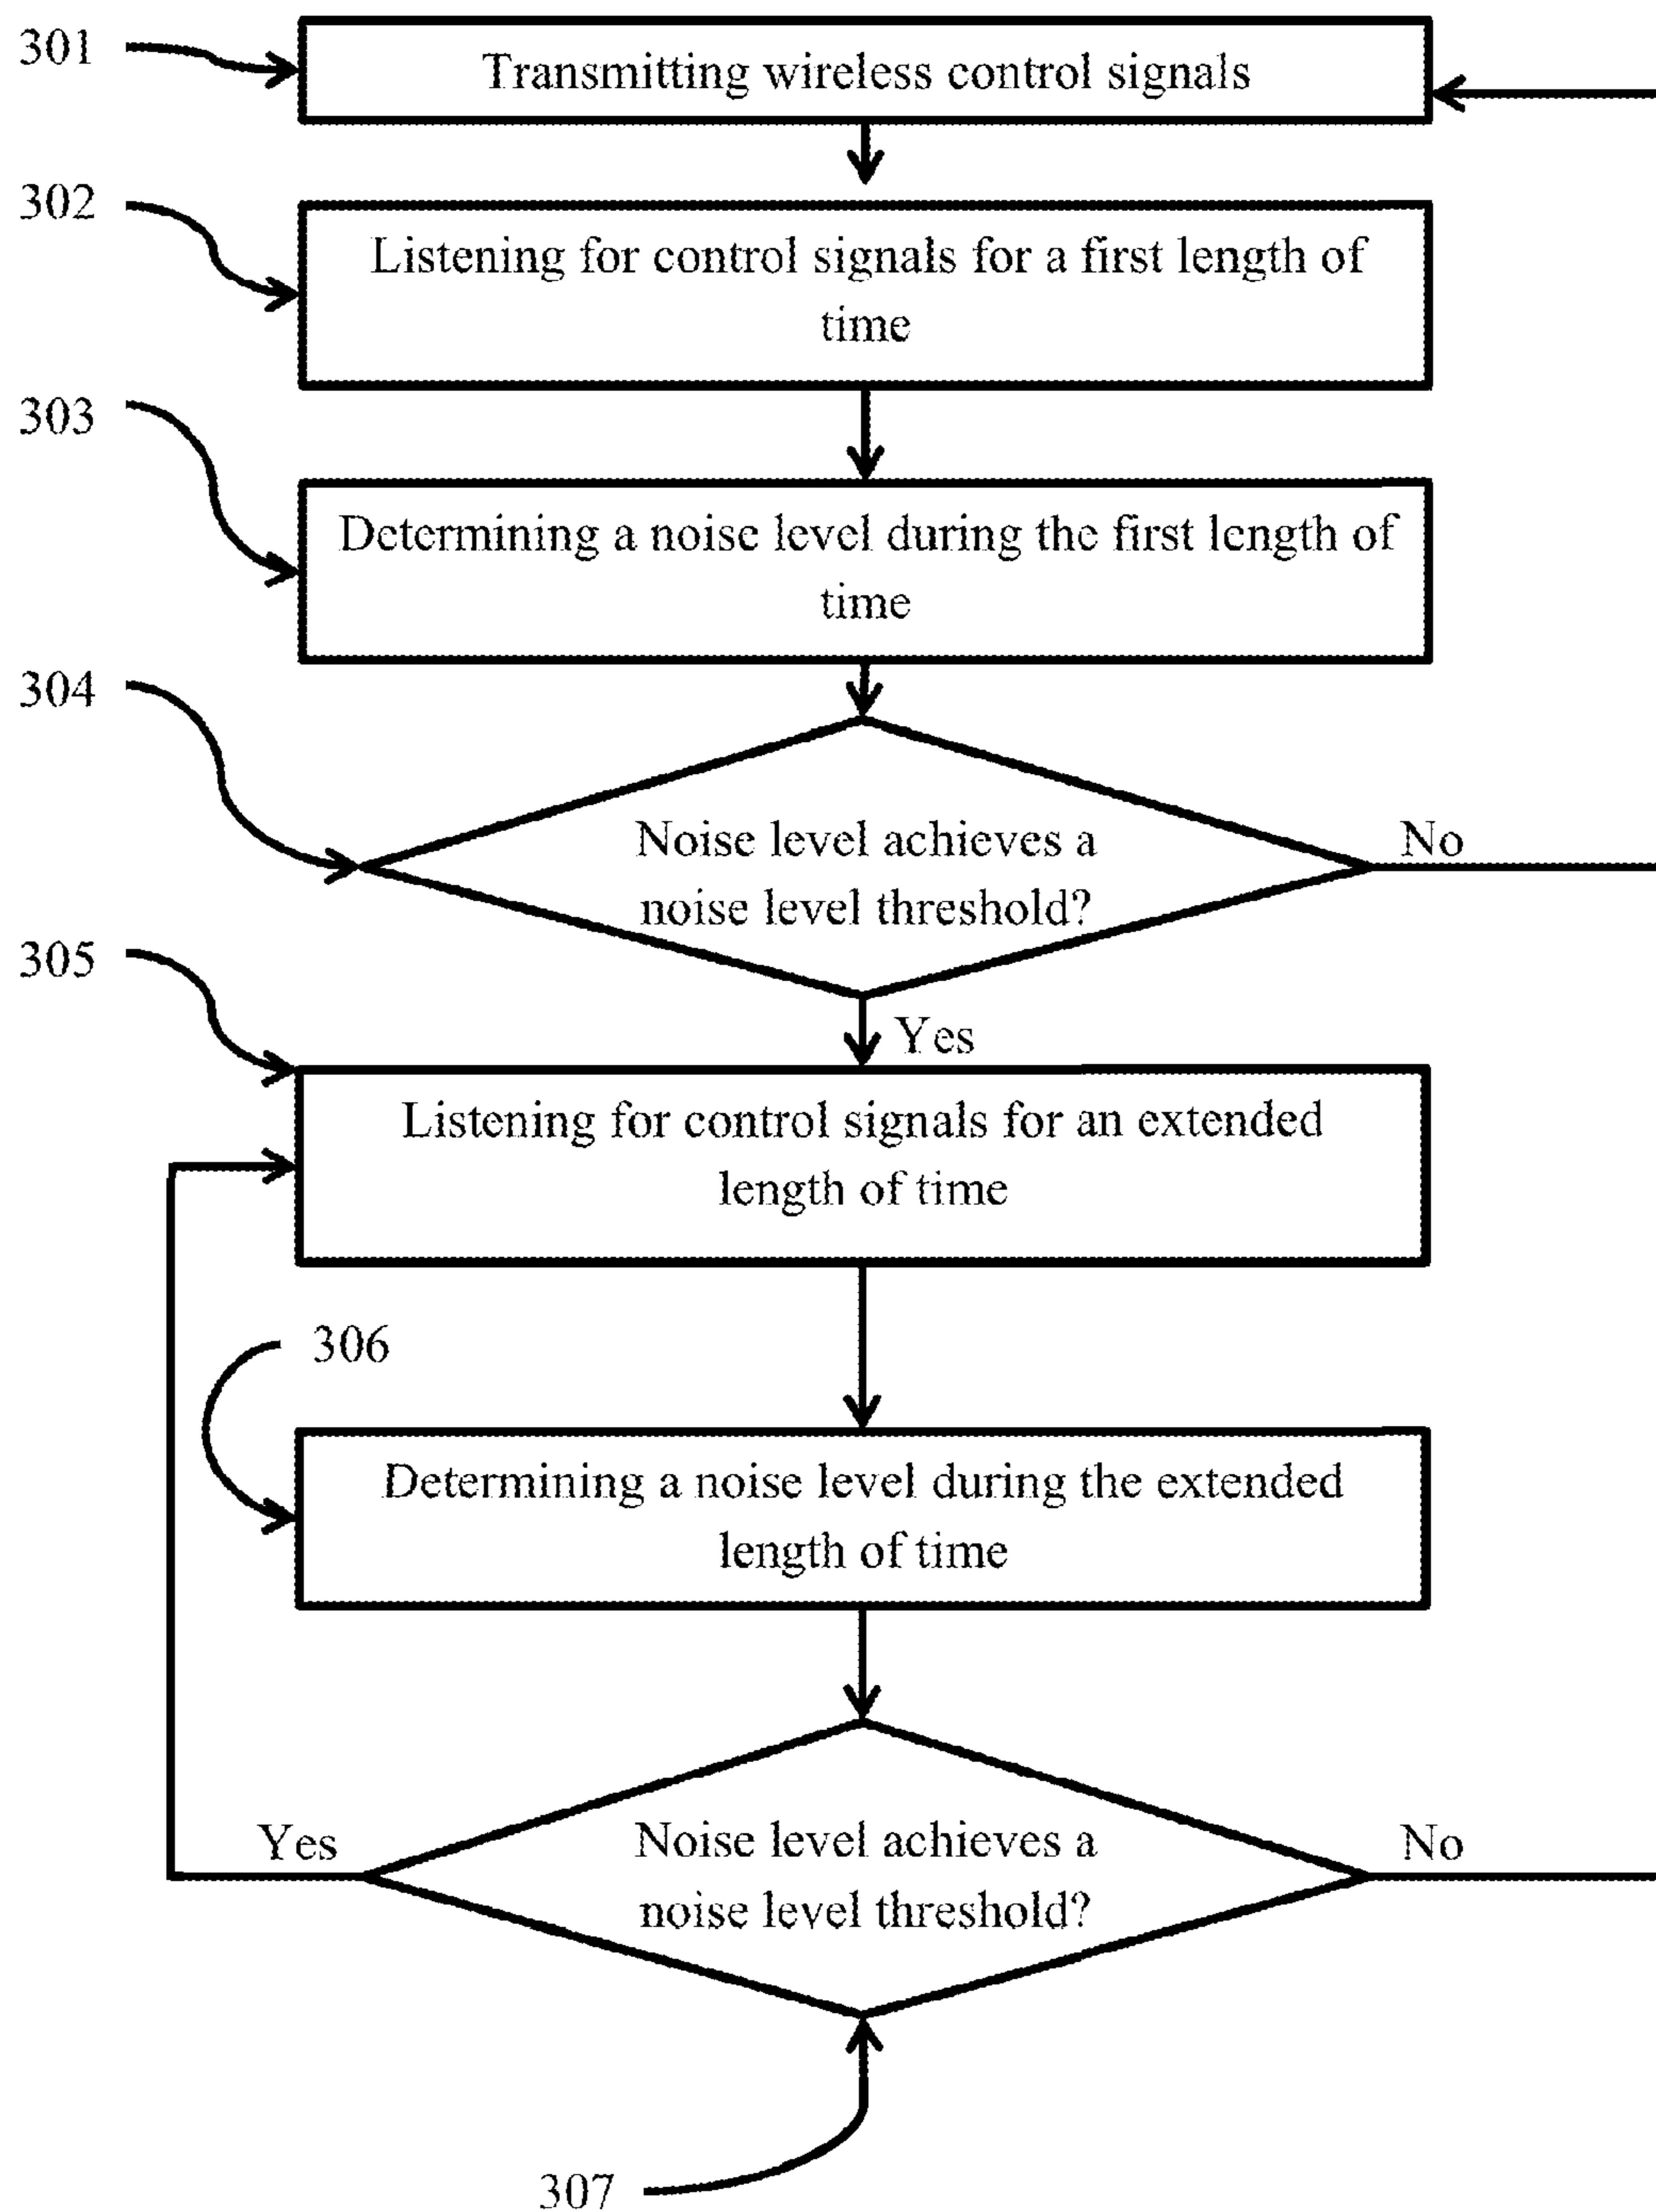 301
Transmitting wireless control signals
302
Listening for control signals for a first length of
time
303
Determining a noise level during the first length of
time
304
Noise level achieves a
noise level threshold?
No
305
Yes
Listening for control signals for an extended
length of time
306
Determining a noise level during the extended
length of time
Yes
Noise level achieves a
noise level threshold?
No
307